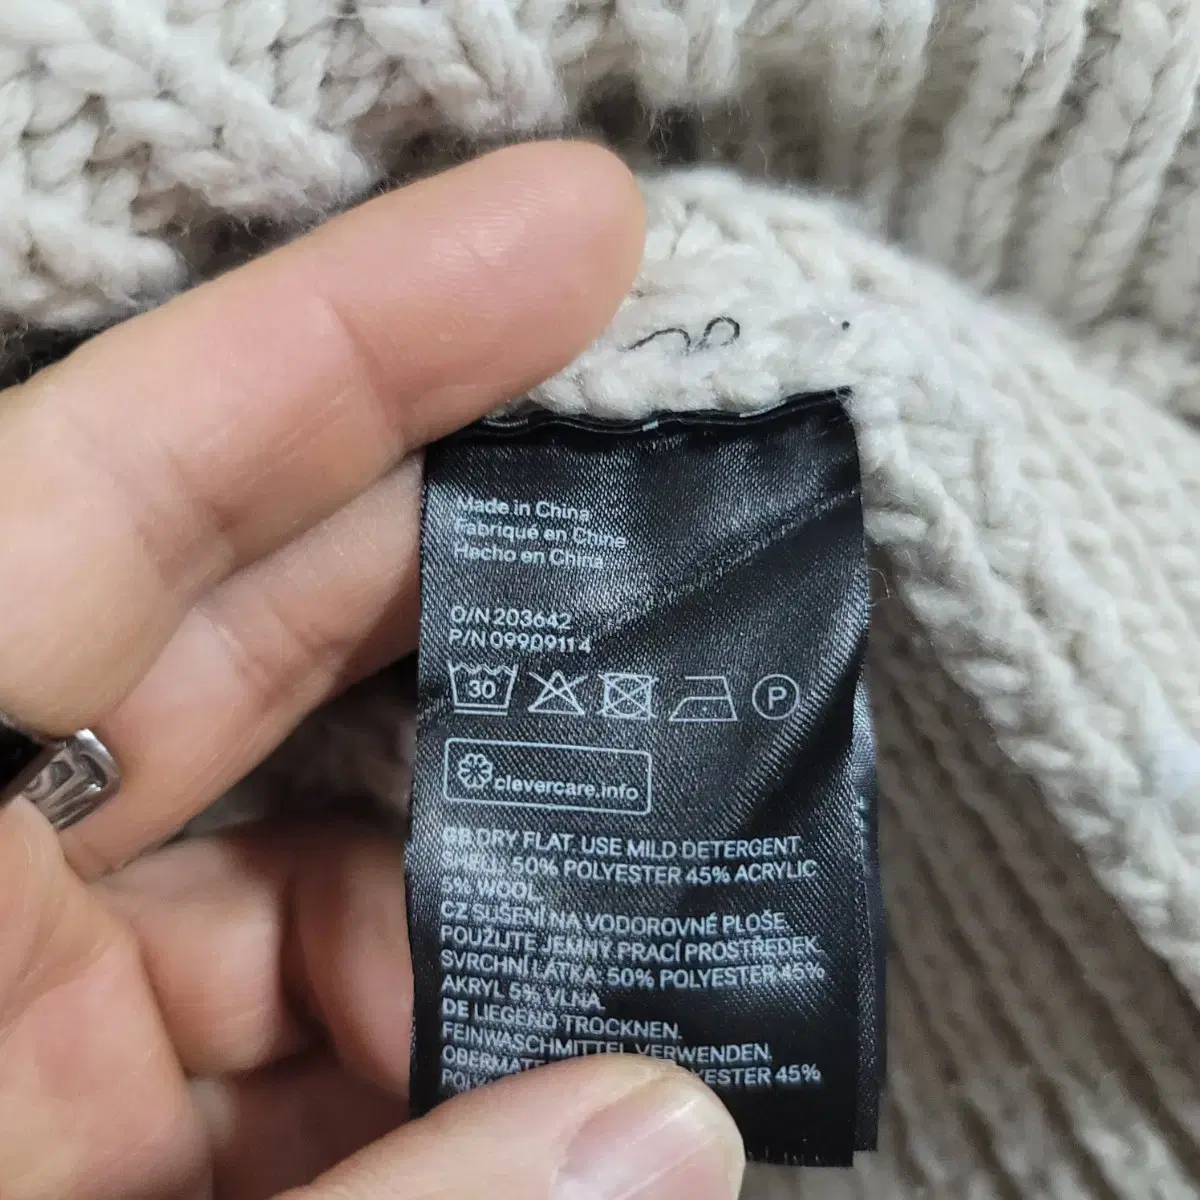 Made in China
Fabriqué en Chine
Hecho en China
O/N 203642
P/N 09909114
30
P
clevercare.info
GB DRY FLAT. USE MILD DETERGENT.
SHELL: 50% POLYESTER 45% ACRYLIC
5% WOOL.
CZ SUŠENÍ NA VODOROVNÉ PLOŠE.
POUŽIJTE JEMNÝ PRACÍ PROSTŘEDEK.
SVRCHNÍ LÁTKA: 50% POLYESTER 45%
AKRYL 5% VLNA.
DE LIEGEND TROCKNEN.
FEINWASCHMITTEL VERWENDEN.
45%